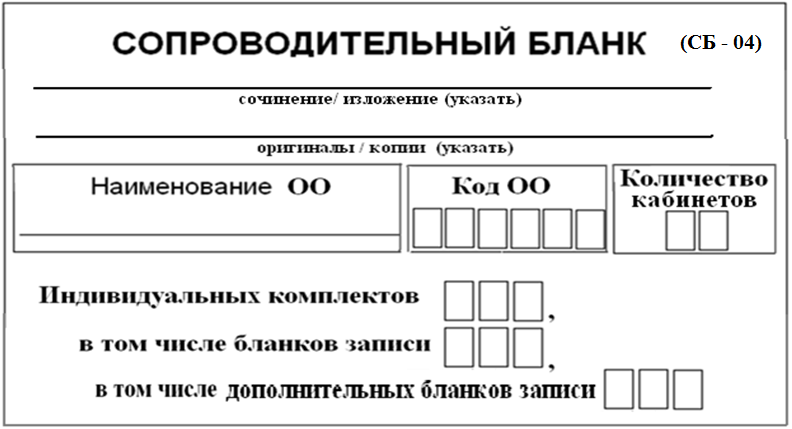 СОПРОВОДИТЕЛЬНЫЙ БЛАНК (СБ - 04)
сочинение/ изложение (указать)
оригиналы / копии (указать)
Наименование ОО
Код ОО
Количество
кабинетов
Индивидуальных комплектов ,
в том числе бланков записи ,
в том числе дополнительных бланков записи